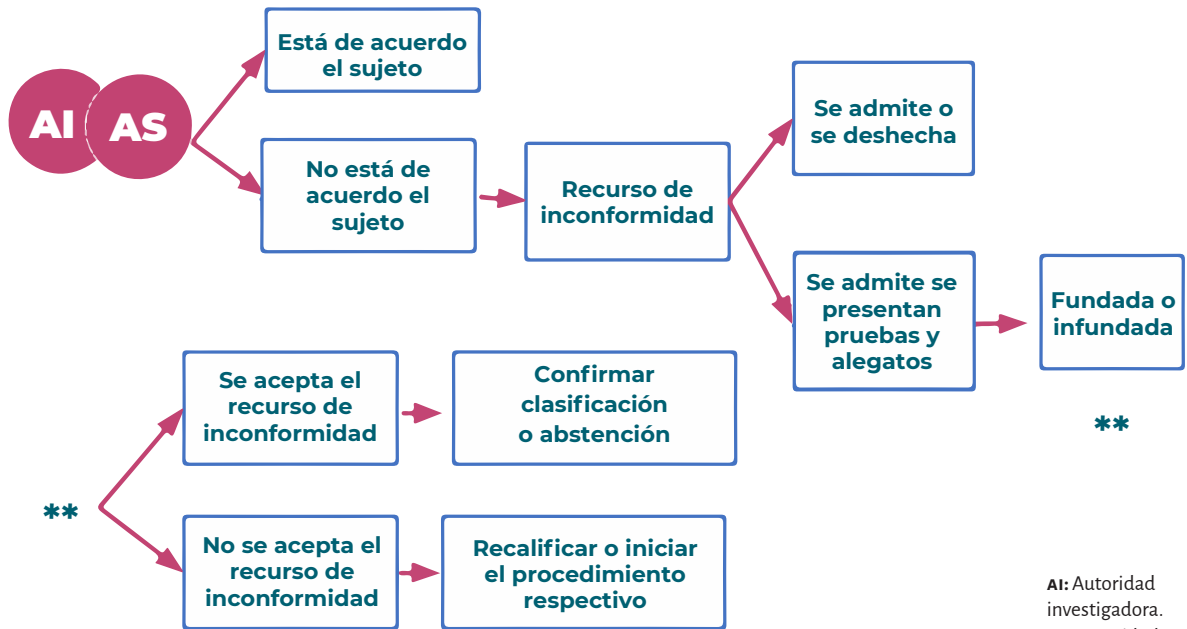 AI
AS
Está de acuerdo
el sujeto
No está de
acuerdo el
sujeto
Recurso de
inconformidad
Se admite o
se deshecha
Se admite se
presentan
pruebas y
alegatos
Fundada o
infundada
**
**
Se acepta el
recurso de
inconformidad
Confirmar
clasificación
o abstención
No se acepta el
recurso de
inconformidad
Recalificar o iniciar
el procedimiento
respectivo
AI: Autoridad
investigadora.